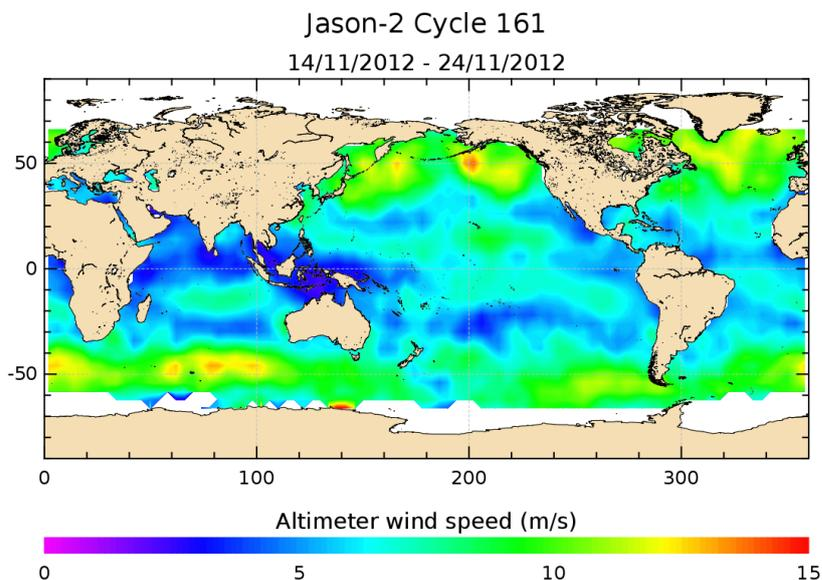 Jason-2 Cycle 161
14/11/2012 - 24/11/2012
50
0
-50
0 100 200 300
Altimeter wind speed (m/s)
0 5 10 15